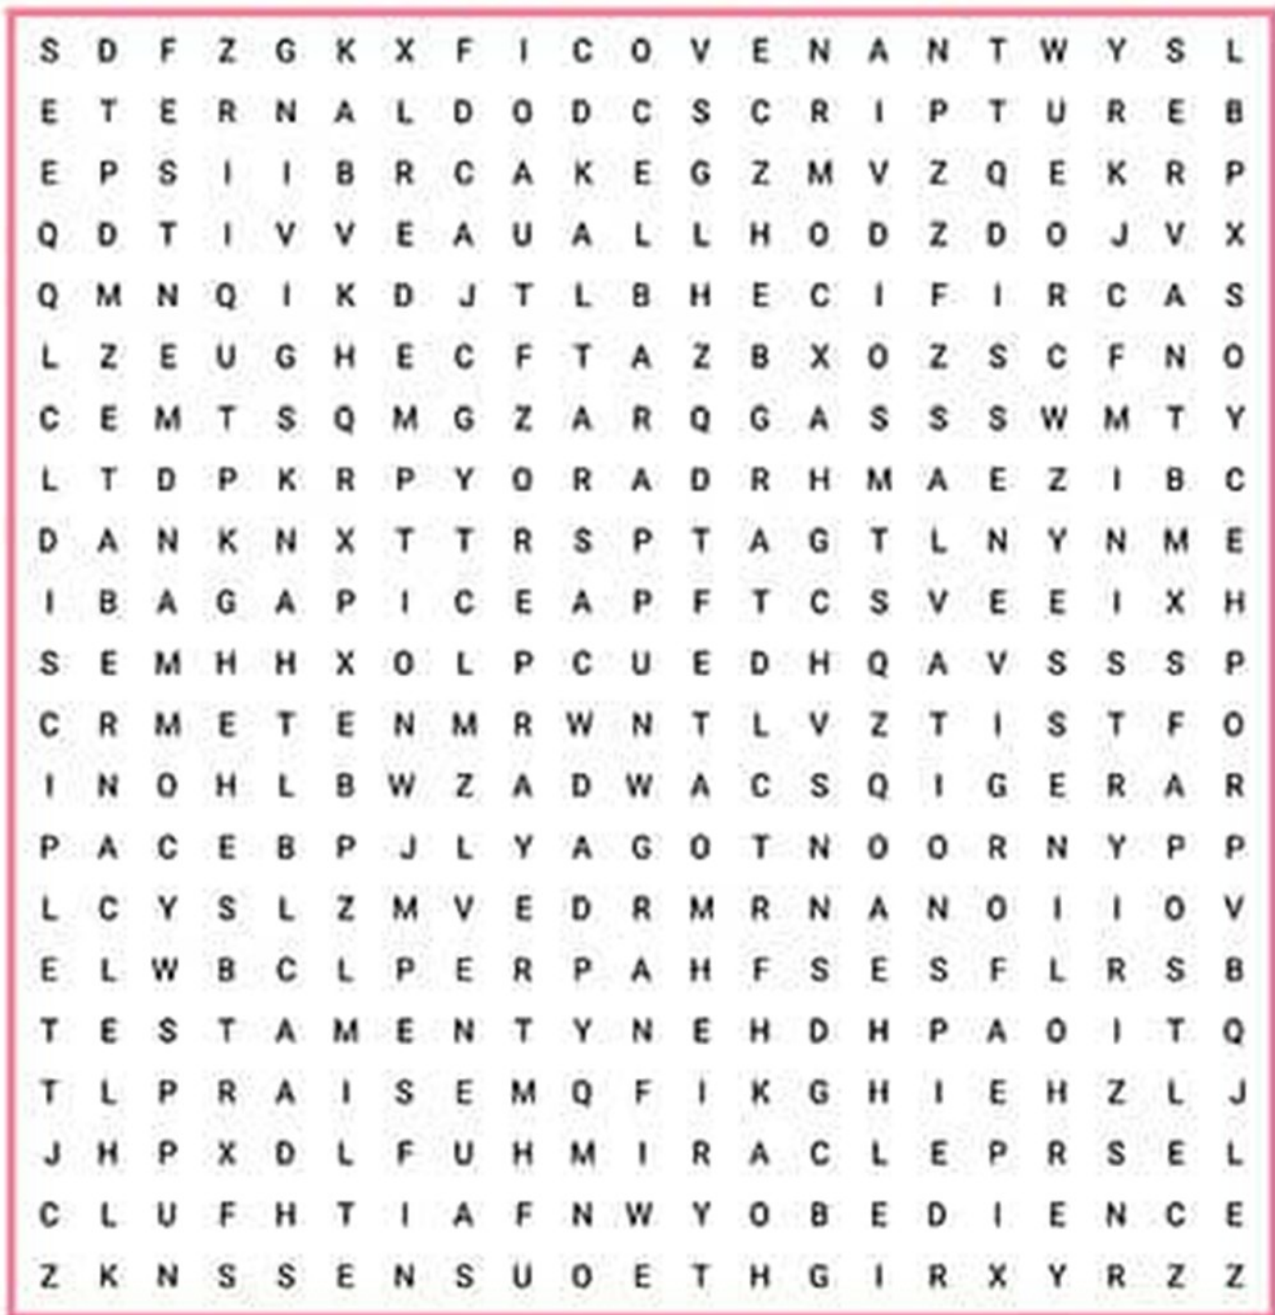 S D F Z G K X F I C O V E N A N T W Y S L
E T E R N A L D O D C S C R I P T U R E B
E P S I I B R C A K E G Z M V Z Q E K R P
Q D T I V V E A U A L L H O D Z D O J V X
Q M N Q I K D J T L B H E C I F I R C A S
L Z E U G H E C F T A Z B X O Z S C F N O
C E M T S Q M G Z A R Q G A S S S W M T Y
L T D P K R P Y O R A D R H M A E Z I B C
D A N K N X T T R S P T A G T L N Y N M E
I B A G A P I C E A P F T C S V E E I X H
S E M H H X O L P C U E D H Q A V S S S P
C R M E T E N M R W N T L V Z T I S T F O
I N O H L B W Z A D W A C S Q I G E R A R
P A C E B P J L Y A G O T N O O R N Y P P
L C Y S L Z M V E D R M R N A N O I I O V
E L W B C L P E R P A H F S E S F L R S B
T E S T A M E N T Y N E H D H P A O I T Q
T L P R A I S E M Q F I K G H I E H Z L J
J H P X D L F U H M I R A C L E P R S E L
C L U F H T I A F N W Y O B E D I E N C E
Z K N S S E N S U O E T H G I R X Y R Z Z